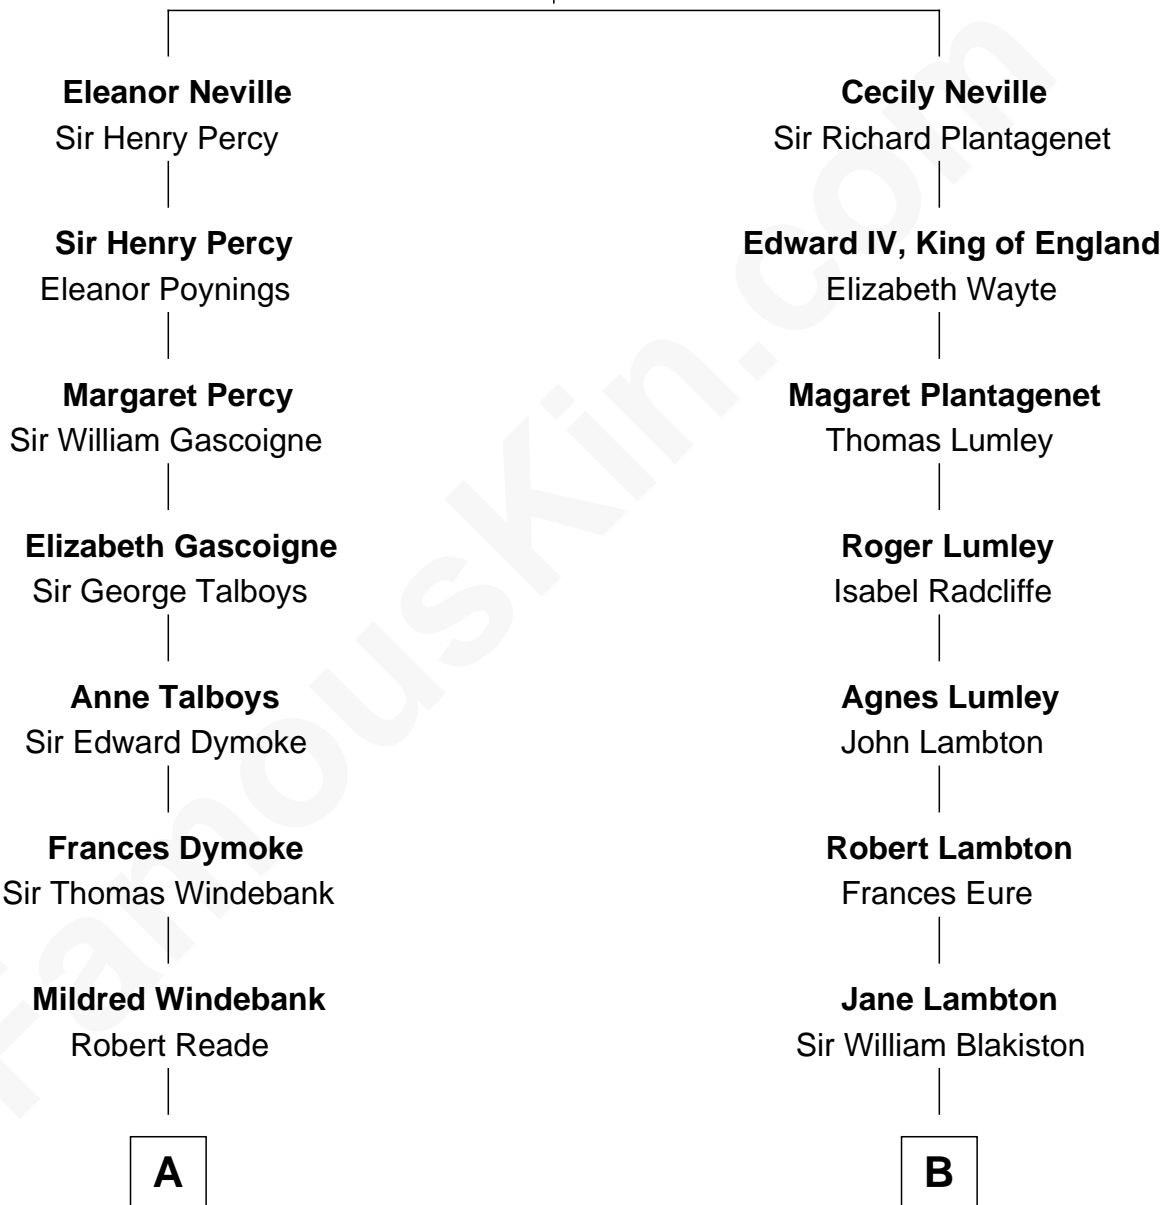 Eleanor Neville
Sir Henry Percy
Cecily Neville
Sir Richard Plantagenet
Sir Henry Percy
Eleanor Poynings
Edward IV, King of England
Elizabeth Wayte
Margaret Percy
Sir William Gascoigne
Magaret Plantagenet
Thomas Lumley
Elizabeth Gascoigne
Sir George Talboys
Roger Lumley
Isabel Radcliffe
Anne Talboys
Sir Edward Dymoke
Agnes Lumley
John Lambton
Frances Dymoke
Sir Thomas Windebank
Robert Lambton
Frances Eure
Mildred Windebank
Robert Reade
Jane Lambton
Sir William Blakiston
A
B
FamousKin.com